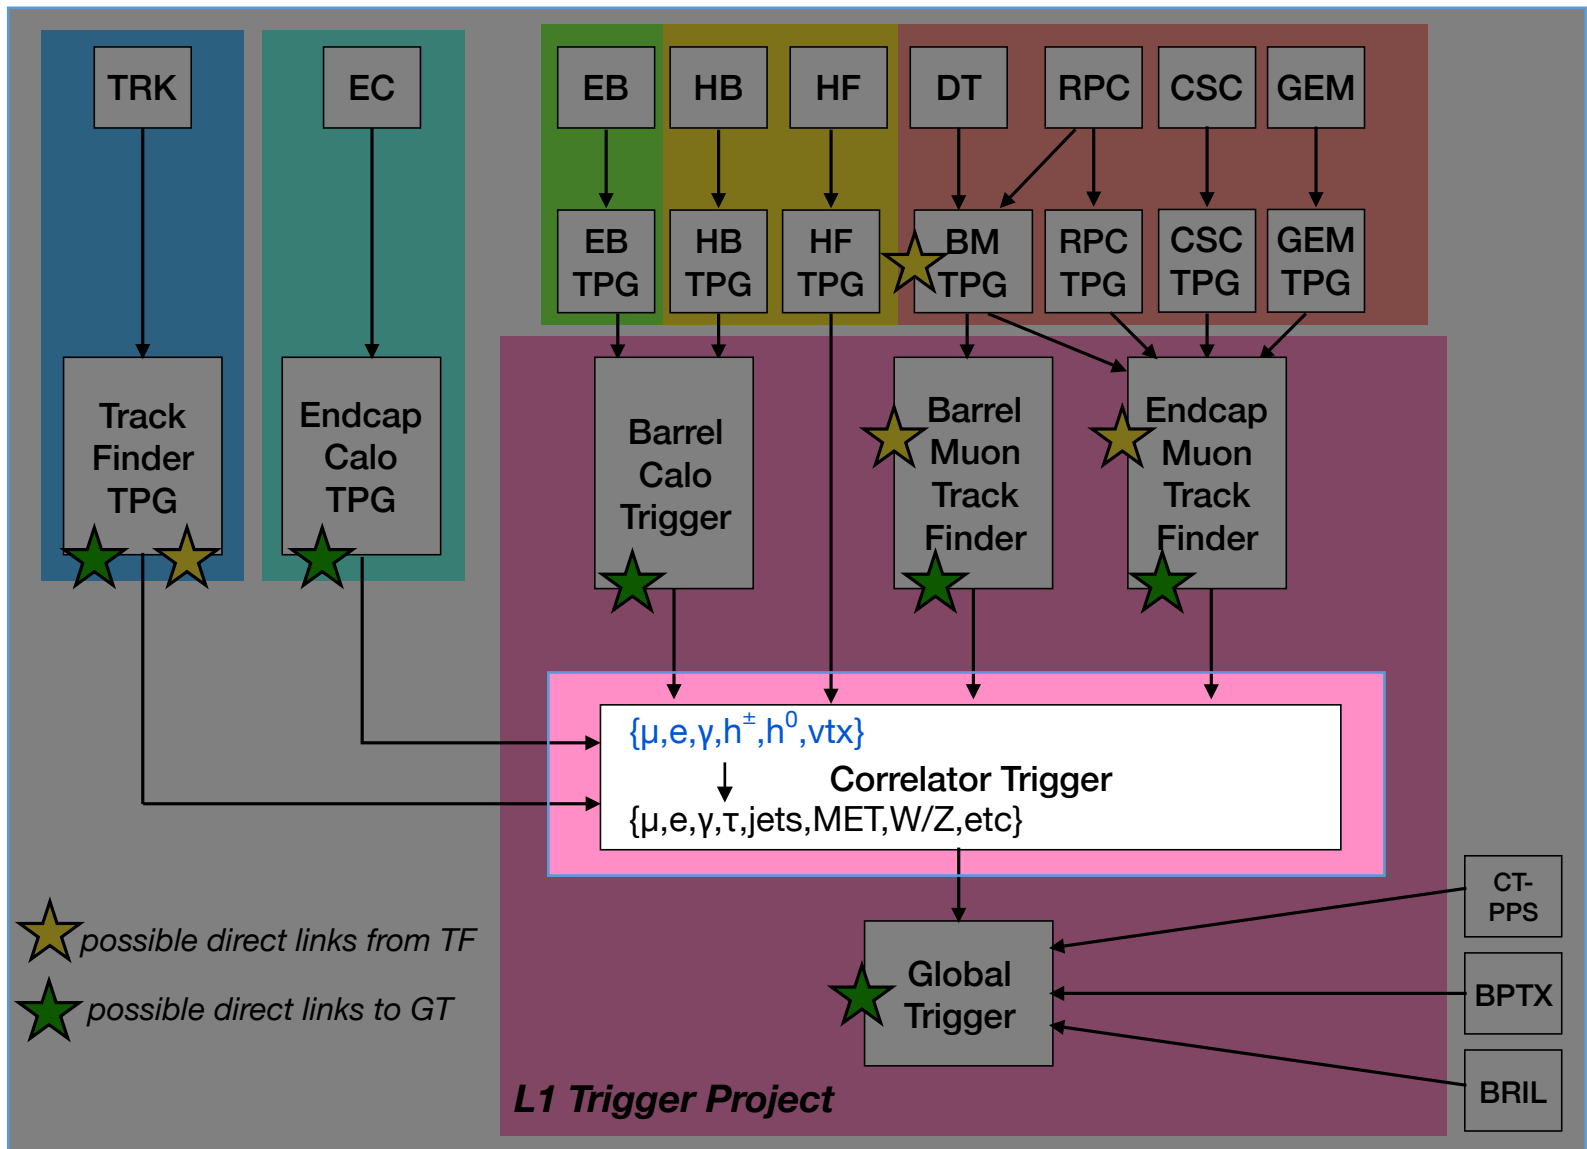 TRK
EC
EB
HB
HF
DT
RPC
CSC
GEM
EB
TPG
HB
TPG
HF
TPG
BM
TPG
RPC
TPG
CSC
TPG
GEM
TPG
Track
Finder
TPG
Endcap
Calo
TPG
Barrel
Calo
Trigger
Barrel
Muon
Track
Finder
Endcap
Muon
Track
Finder
{μ,e,γ,h±,h⁰,vtx}
Correlator Trigger
{μ,e,γ,τ,jets,MET,W/Z,etc}
CT-
PPS
possible direct links from TF
Global
Trigger
BPTX
possible direct links to GT
BRIL
L1 Trigger Project